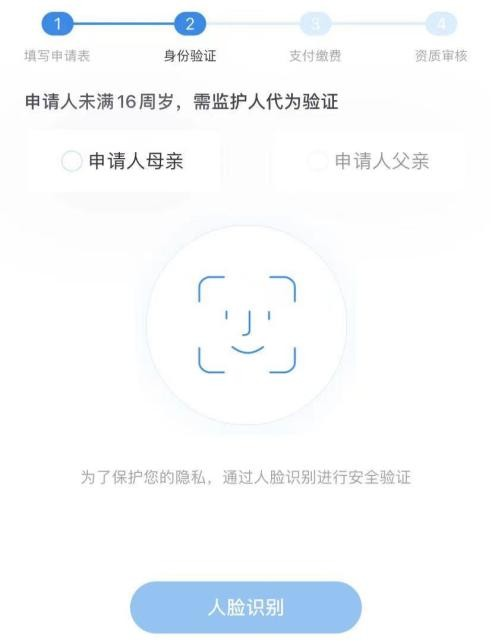 1 2 3 4
填写申请表 身份验证 支付缴费 资质审核
申请人未满16周岁，需监护人代为验证
申请人母亲 申请人父亲
为了保护您的隐私，通过人脸识别进行安全验证
人脸识别